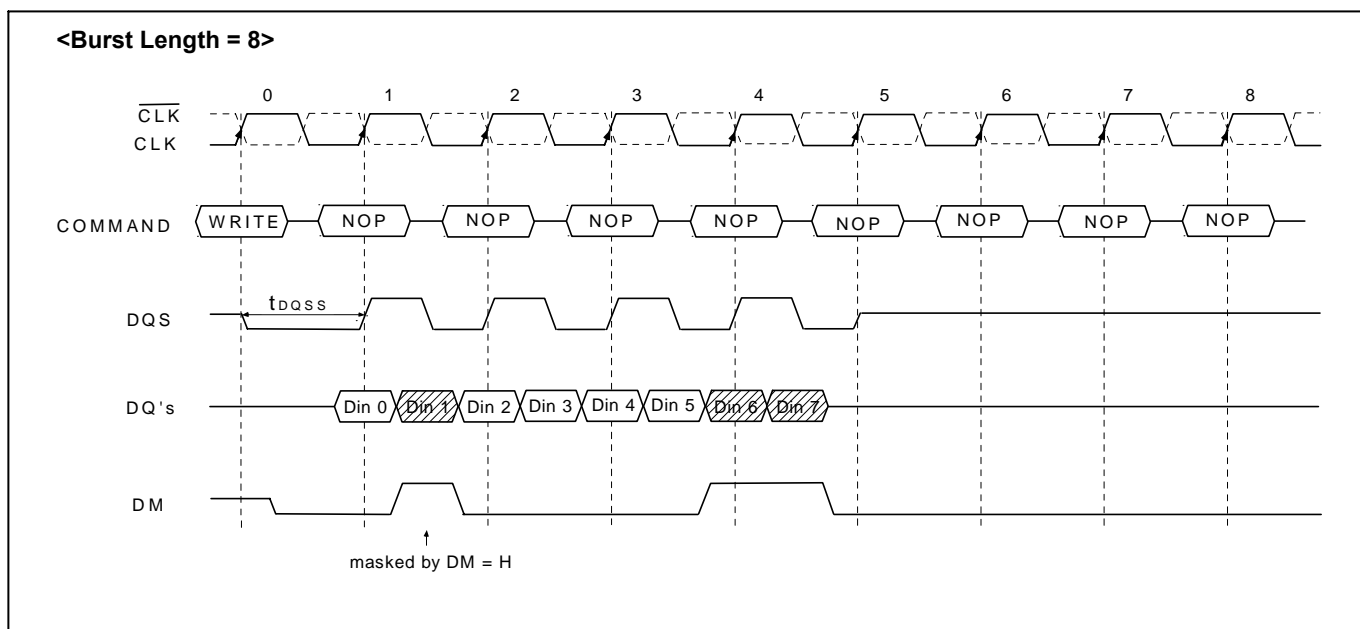 <Burst Length = 8>
0 1 2 3 4 5 6 7 8
CLK
CLK
COMMAND WRITE NOP NOP NOP NOP NOP NOP NOP NOP
tDQSS
DQS
DQ's Din 0 Din 1 Din 2 Din 3 Din 4 Din 5 Din 6 Din 7
DM
masked by DM = H